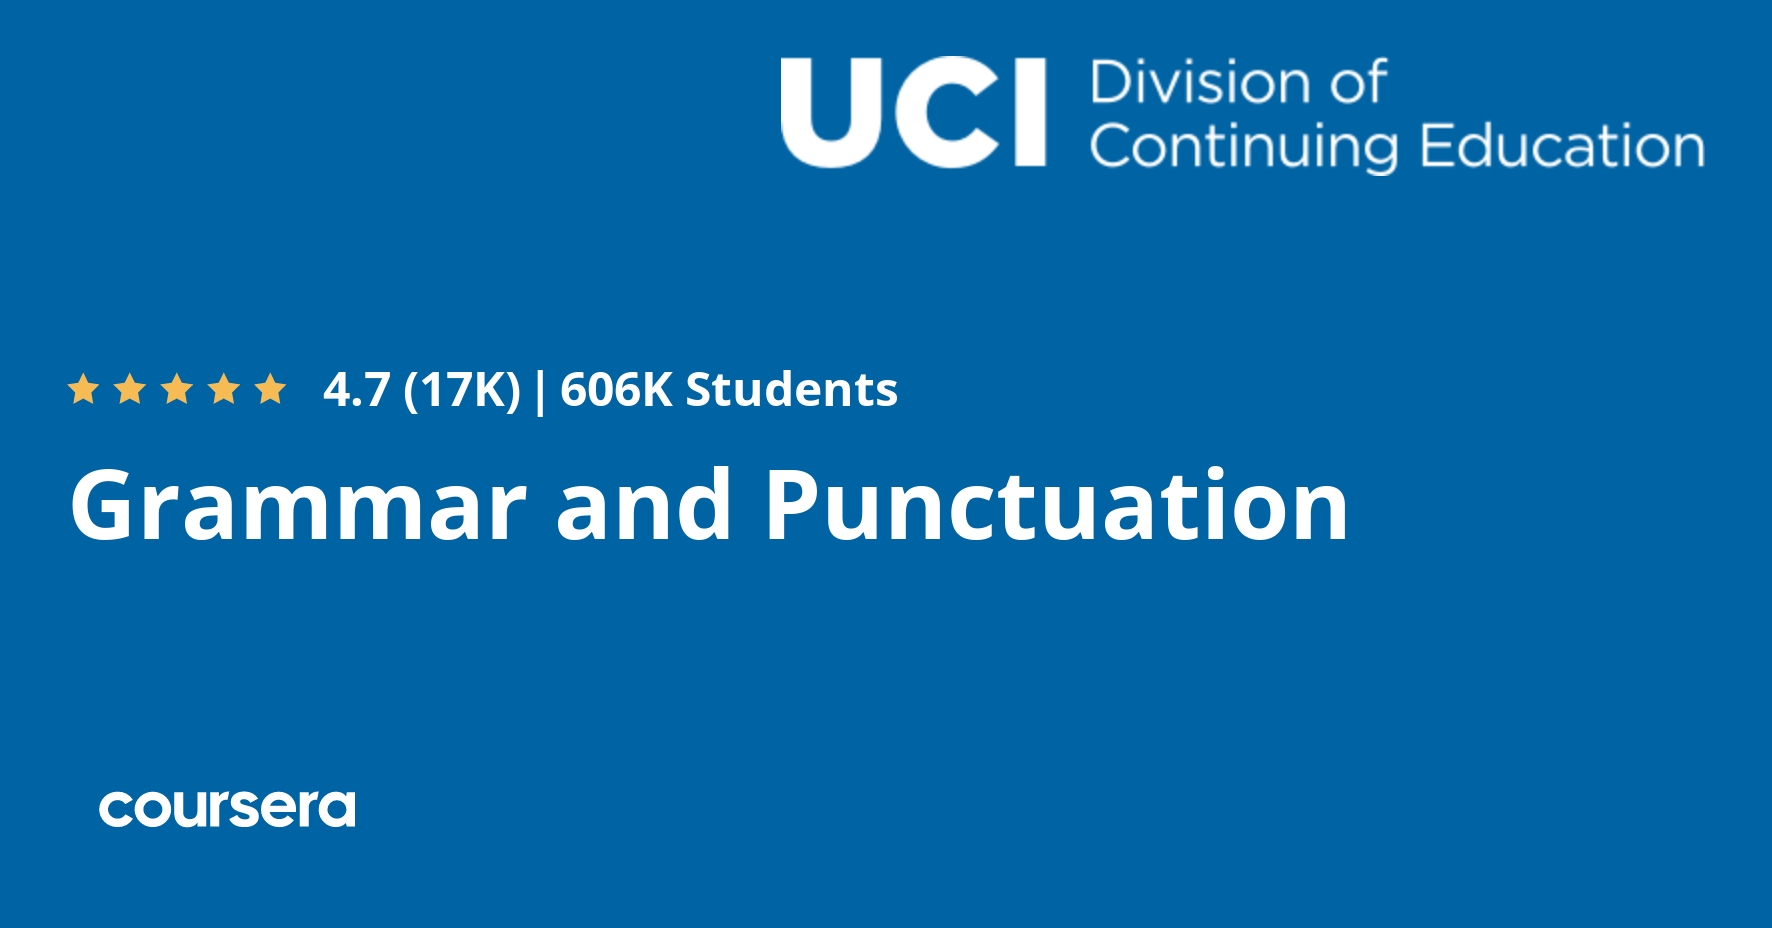 UCI
Division of
Continuing Education
4.7 (17K) | 606K Students
Grammar and Punctuation
coursera